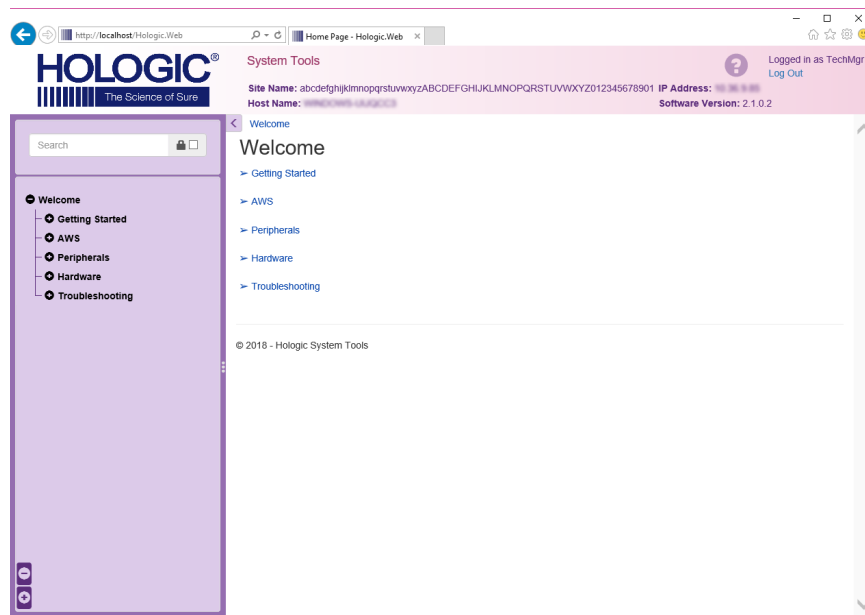 http://localhost/Hologic.Web
Home Page - Hologic.Web
HOLOGIC®
The Science of Sure
System Tools
Logged in as TechMgr
Log Out
Site Name: abcdefghijklmnopqrstuvwxyzABCDEFGHIJKLMNOPQRSTUVWXYZ012345678901 IP Address:
Host Name: Software Version: 2.1.0.2
Search
Welcome
Getting Started
AWS
Peripherals
Hardware
Troubleshooting
Welcome
Welcome
➢ Getting Started
➢ AWS
➢ Peripherals
➢ Hardware
➢ Troubleshooting
© 2018 - Hologic System Tools